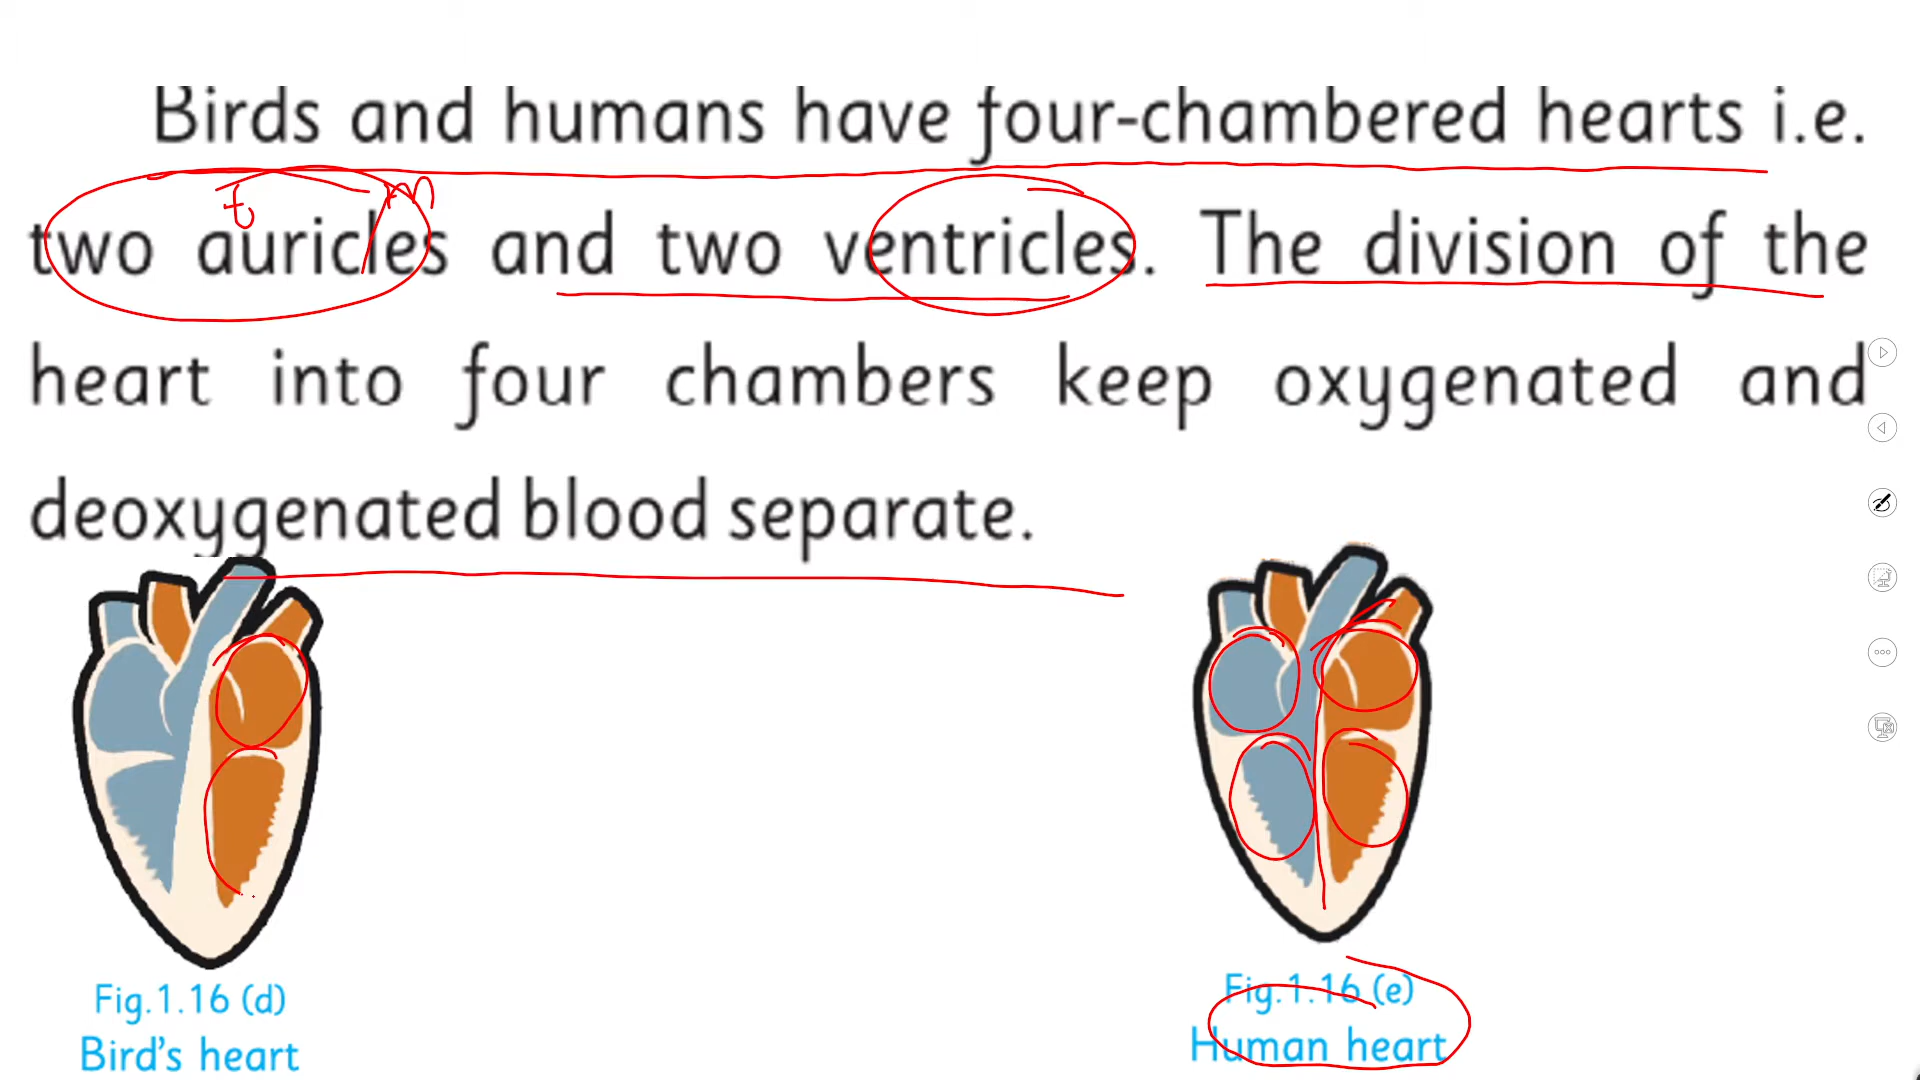 Birds and humans have four-chambered hearts i.e.
two auricles and two ventricles. The division of the
heart into four chambers keep oxygenated and
deoxygenated blood separate.
Fig.1.16 (d)
Bird's heart
Fig.1.16 (e)
Human heart